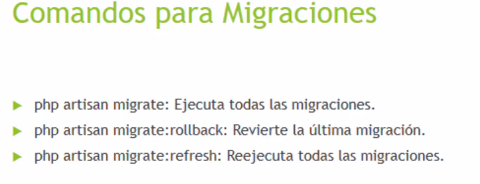 Comandos para Migraciones
php artisan migrate: Ejecuta todas las migraciones.
php artisan migrate:rollback: Revierte la última migración.
php artisan migrate:refresh: Reejecuta todas las migraciones.